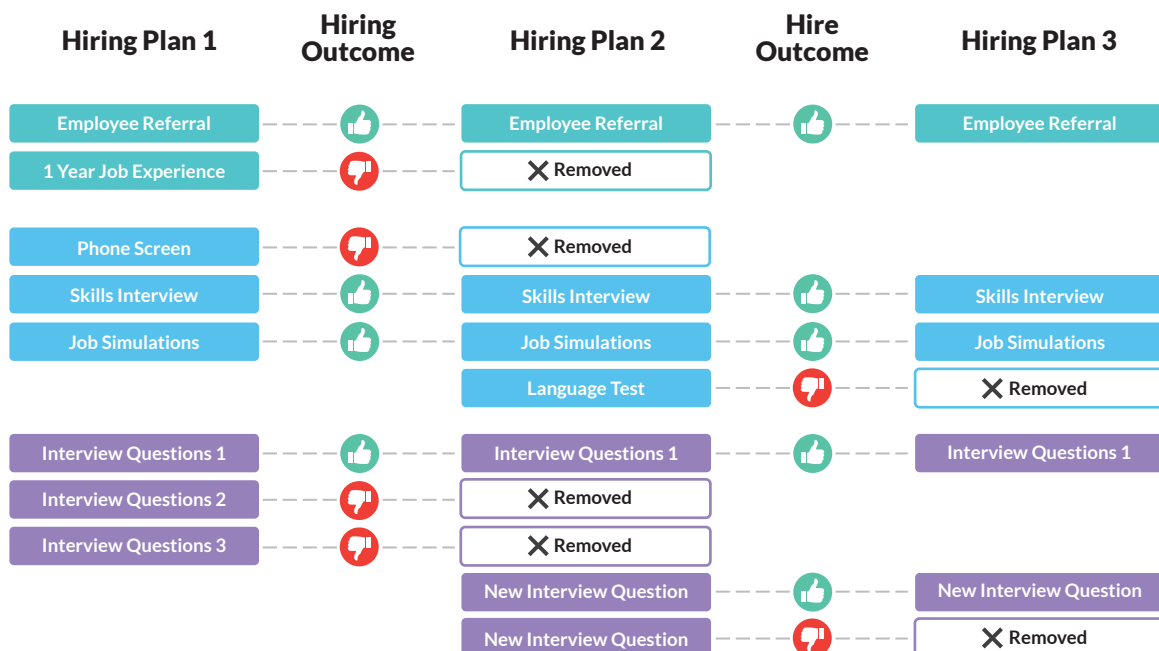 Hiring Plan 1
Hiring
Outcome
Hiring Plan 2
Hire
Outcome
Hiring Plan 3
Employee Referral
Employee Referral
Employee Referral
1 Year Job Experience
Removed
Phone Screen
Removed
Skills Interview
Skills Interview
Skills Interview
Job Simulations
Job Simulations
Job Simulations
Language Test
Removed
Interview Questions 1
Interview Questions 1
Interview Questions 1
Interview Questions 2
Removed
Interview Questions 3
Removed
New Interview Question
New Interview Question
New Interview Question
Removed